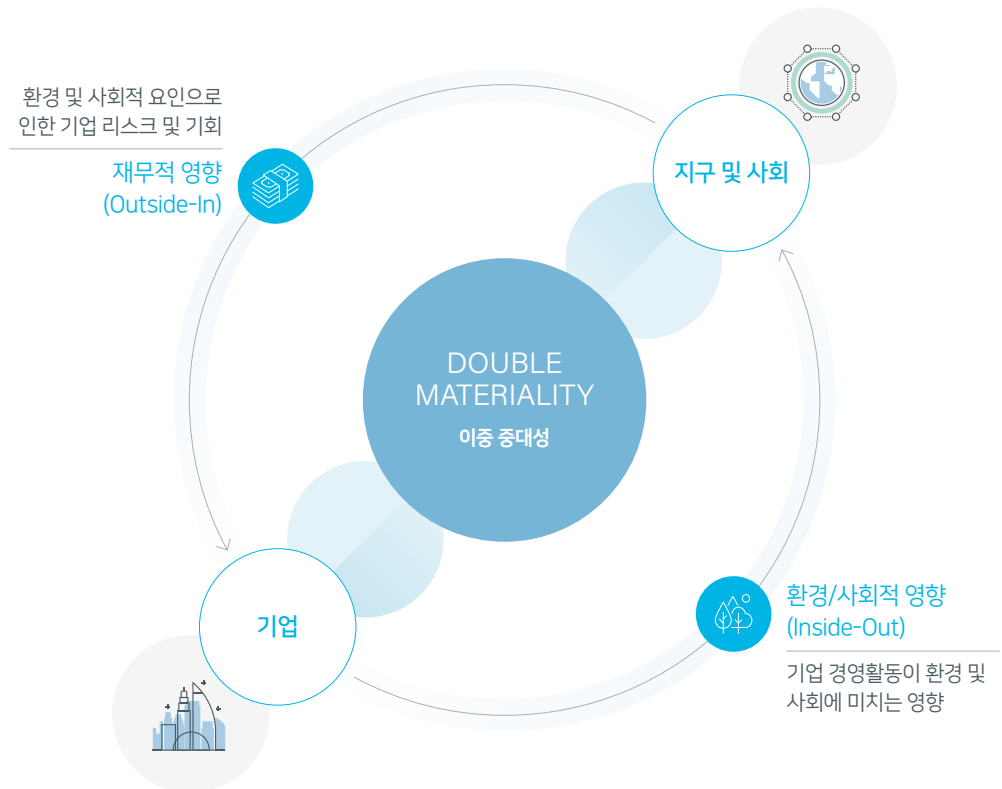 환경 및 사회적 요인으로
인한 기업 리스크 및 기회
재무적 영향
(Outside-In)
지구 및 사회
DOUBLE
MATERIALITY
이중 중대성
기업
환경/사회적 영향
(Inside-Out)
기업 경영활동이 환경 및
사회에 미치는 영향